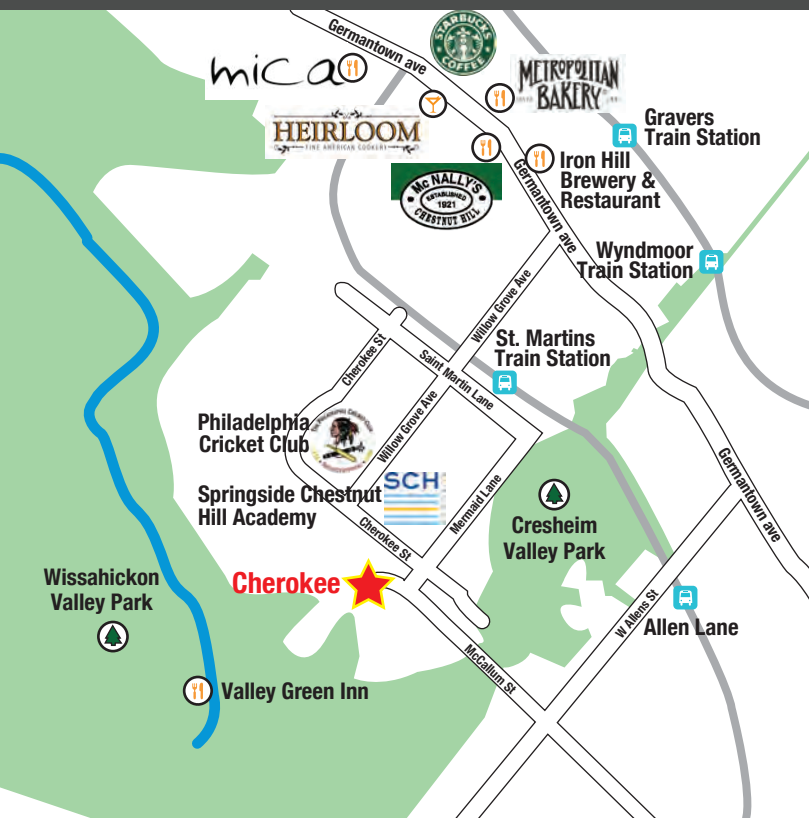 Germantown ave
STARBUCKS
COFFEE
mica
METROPOLITAN
BAKERY
HEIRLOOM
FINE AMERICAN COOKERY
Gravers
Train Station
McNALLY'S
ESTABLISHED
1921
CHESTNUT HILL
Iron Hill
Brewery &
Restaurant
Germantown ave
Wyndmoor
Train Station
Willow Grove Ave
St. Martins
Train Station
Cherokee St
Saint Martin Lane
Philadelphia
Cricket Club
Willow Grove Ave
Springside Chestnut
Hill Academy
SCH
Mermaid Lane
Germantown ave
Cresheim
Valley Park
Cherokee St
Wissahickon
Valley Park
Cherokee
W Allens St
Allen Lane
McCallum St
Valley Green Inn